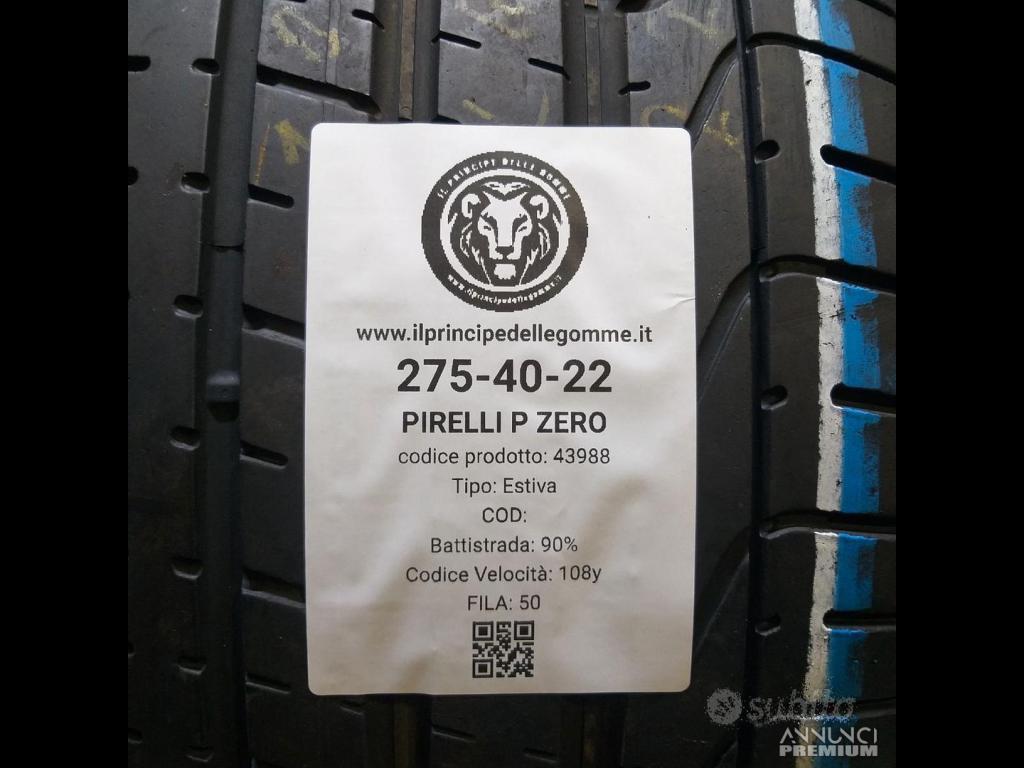 IL PRINCIPE DELLE GOMME
www.ilprincipedellegomme.it
www.ilprincipedellegomme.it
275-40-22
PIRELLI P ZERO
codice prodotto: 43988
Tipo: Estiva
COD:
Battistrada: 90%
Codice Velocità: 108y
FILA: 50
subito
ANNUNCI
PREMIUM